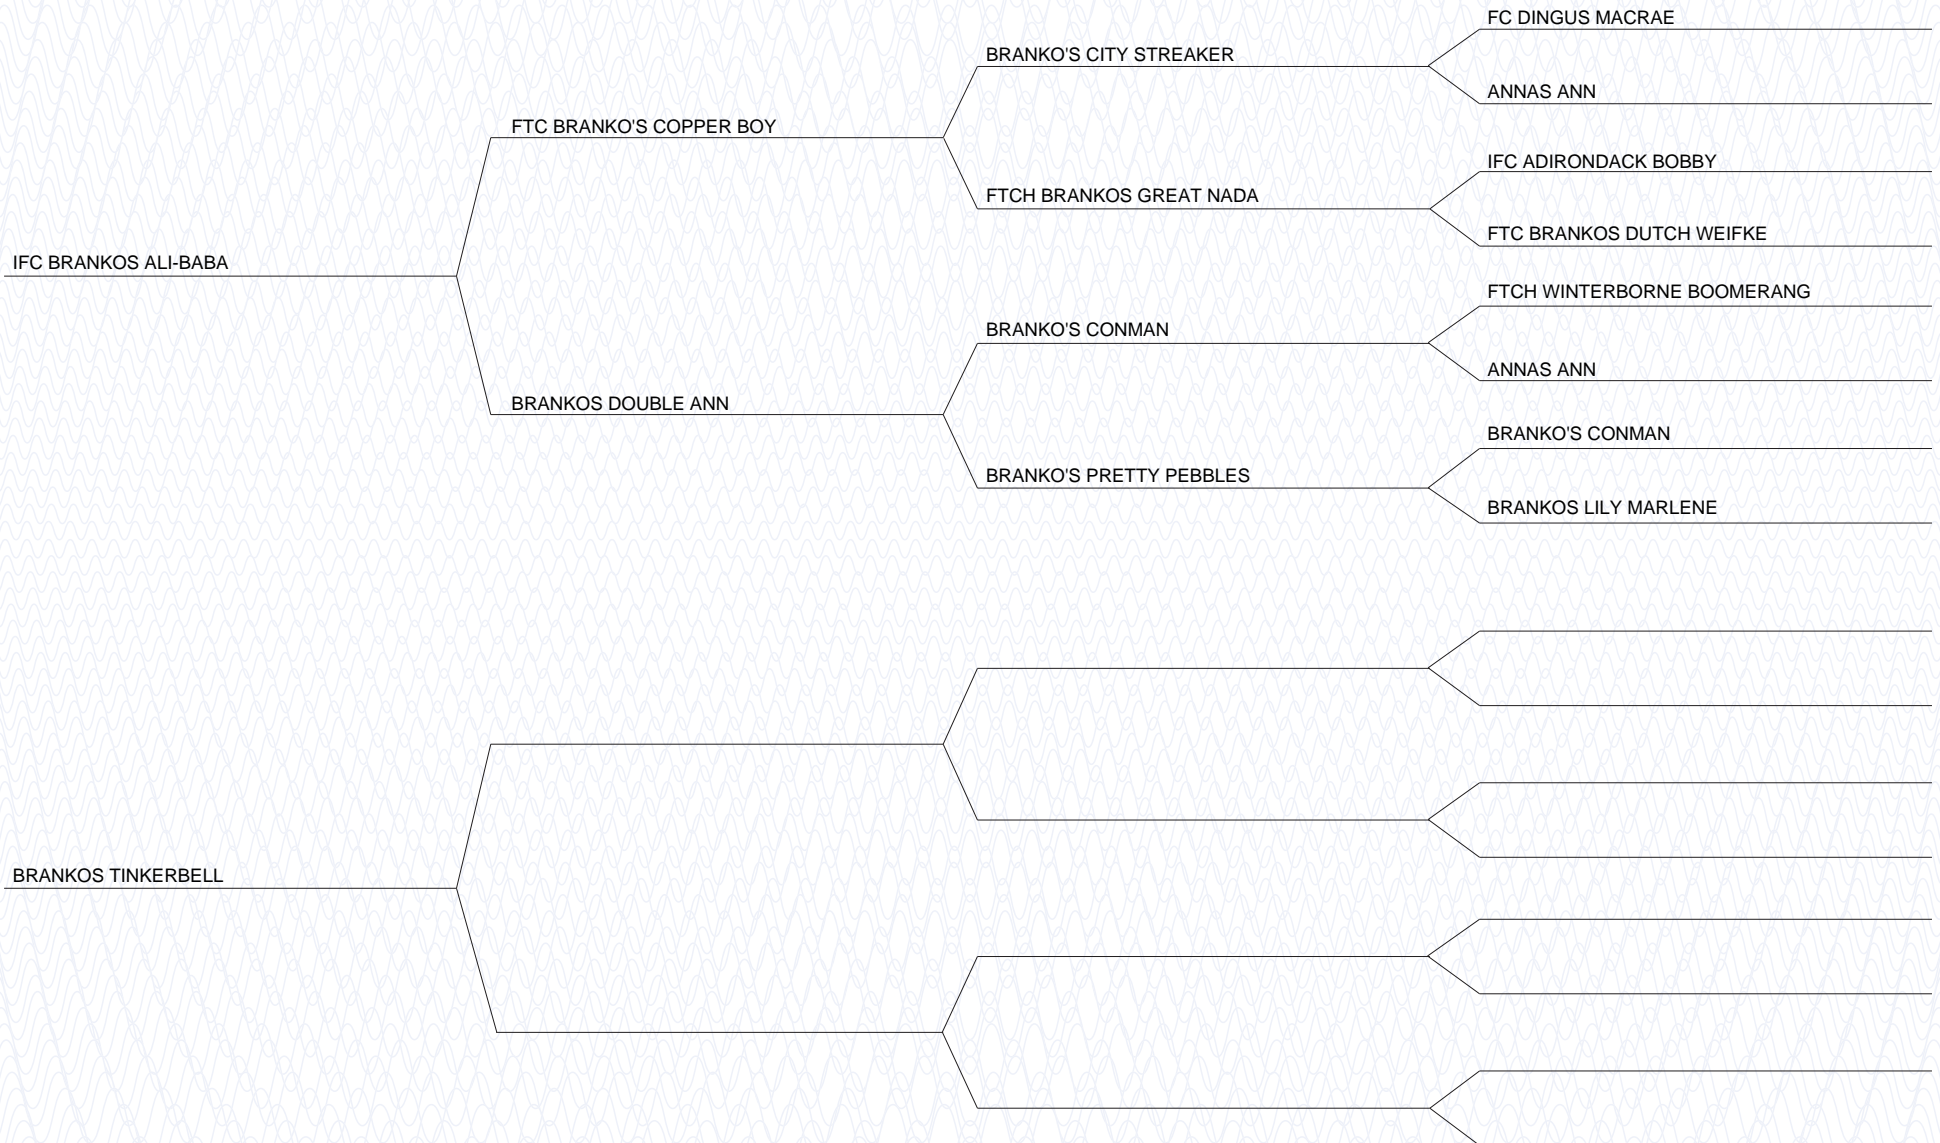 FC DINGUS MACRAE
BRANKO'S CITY STREAKER
ANNAS ANN
FTC BRANKO'S COPPER BOY
IFC ADIRONDACK BOBBY
FTCH BRANKOS GREAT NADA
FTC BRANKOS DUTCH WEIFKE
IFC BRANKOS ALI-BABA
FTCH WINTERBORNE BOOMERANG
BRANKO'S CONMAN
ANNAS ANN
BRANKOS DOUBLE ANN
BRANKO'S CONMAN
BRANKO'S PRETTY PEBBLES
BRANKOS LILY MARLENE
BRANKOS TINKERBELL